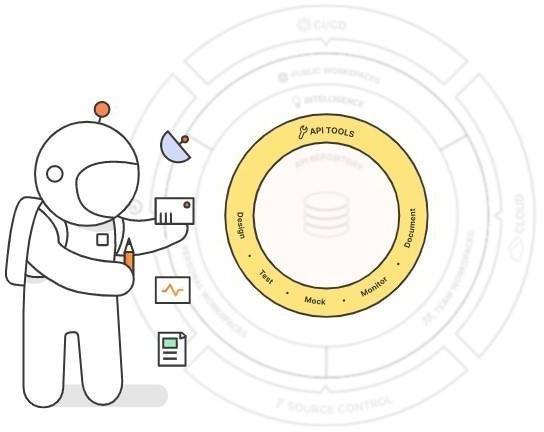 CI/CD
PUBLIC WORKSPACES
INTELLIGENCE
API TOOLS
API REPOSITORY
Design
Test
Mock
Monitor
Document
CLOUD
TEAM WORKSPACES
WORKSPACES
SOURCE CONTROL